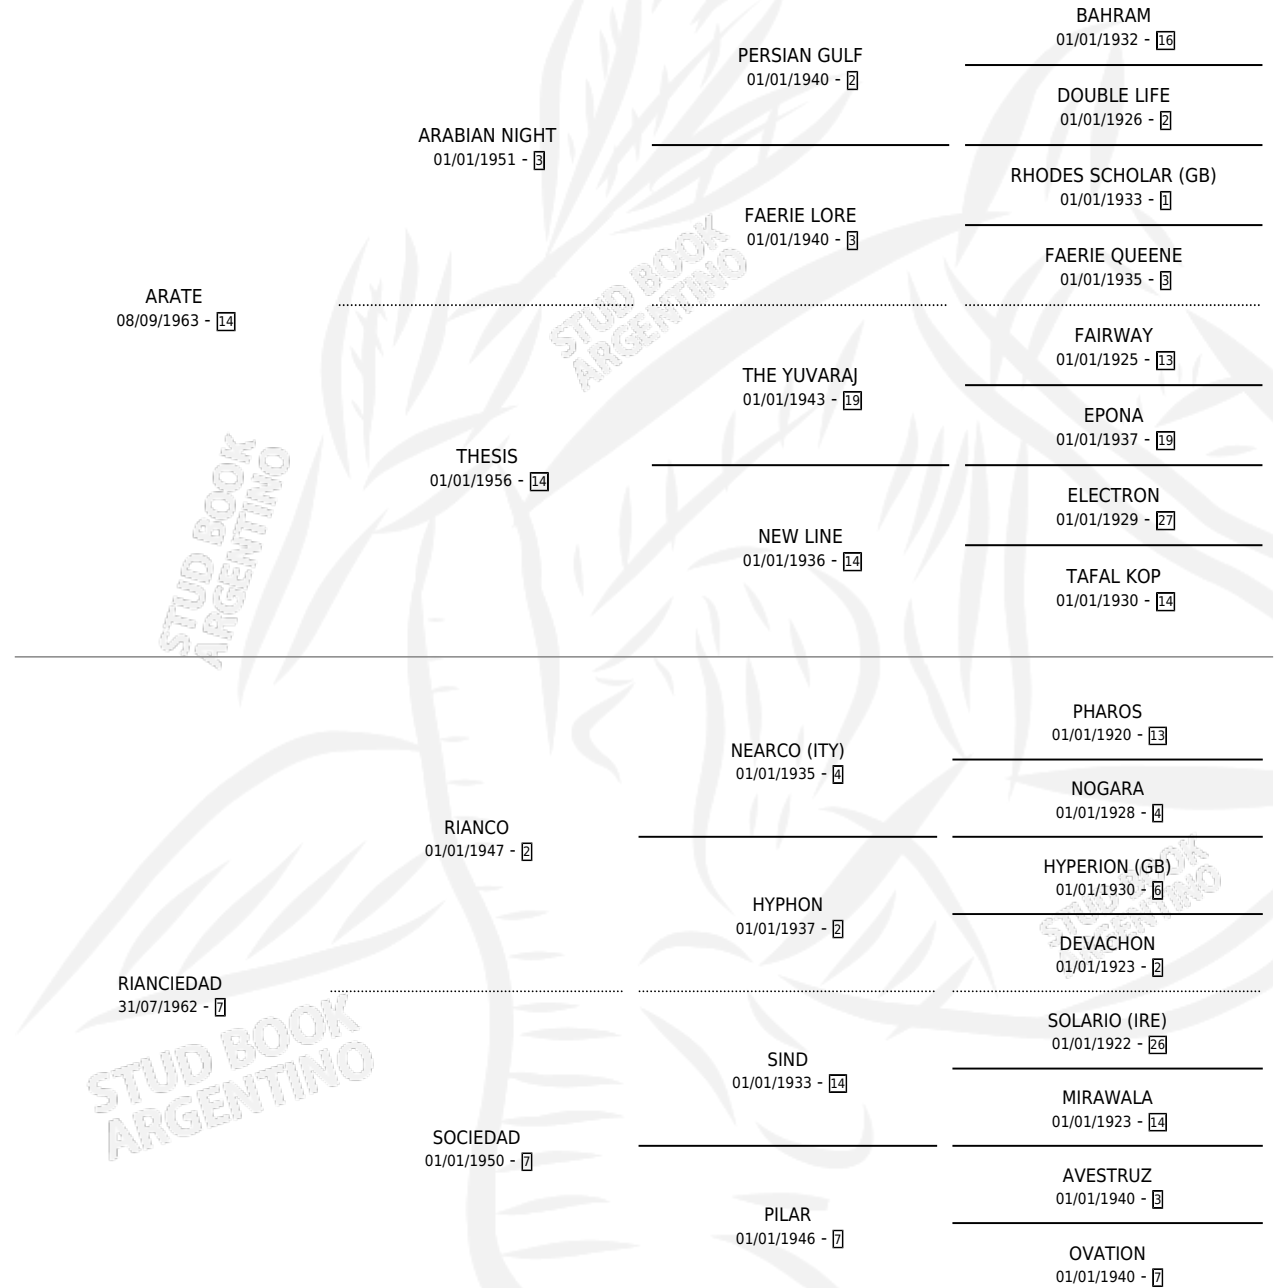 BAHRAM
01/01/1932 - 16
PERSIAN GULF
01/01/1940 - 2
DOUBLE LIFE
01/01/1926 - 2
ARABIAN NIGHT
01/01/1951 - 3
RHODES SCHOLAR (GB)
01/01/1933 - 1
FAERIE LORE
01/01/1940 - 3
FAERIE QUEENE
01/01/1935 - 3
ARATE
08/09/1963 - 14
STUD BOOK
ARGENTINO
FAIRWAY
01/01/1925 - 13
THE YUVARAJ
01/01/1943 - 19
EPONA
01/01/1937 - 19
THESIS
01/01/1956 - 14
ELECTRON
01/01/1929 - 27
NEW LINE
01/01/1936 - 14
TAFAL KOP
01/01/1930 - 14
STUD BOOK
ARGENTINO
PHAROS
01/01/1920 - 13
NEARCO (ITY)
01/01/1935 - 4
NOGARA
01/01/1928 - 4
RIANCO
01/01/1947 - 2
HYPERION (GB)
01/01/1930 - 6
HYPHON
01/01/1937 - 2
DEVACHON
01/01/1923 - 2
STUD BOOK
ARGENTINO
RIANCIEDAD
31/07/1962 - 7
SOLARIO (IRE)
01/01/1922 - 26
SIND
01/01/1933 - 14
MIRAWALA
01/01/1923 - 14
STUD BOOK
ARGENTINO
SOCIEDAD
01/01/1950 - 7
AVESTRUZ
01/01/1940 - 3
PILAR
01/01/1946 - 7
OVATION
01/01/1940 - 7